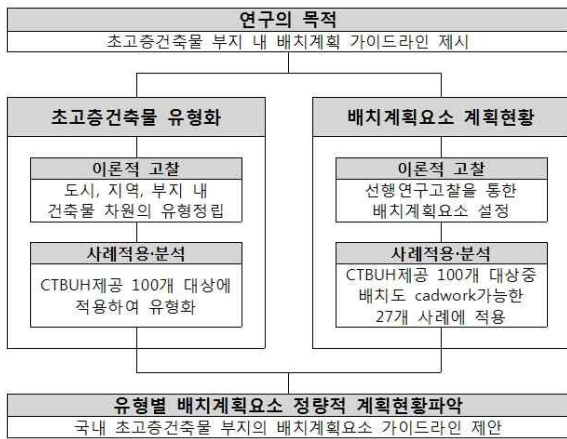 연구의 목적
초고층건축물 부지 내 배치계획 가이드라인 제시
초고층건축물 유형화
이론적 고찰
도시, 지역, 부지 내
건축물 차원의 유형정립
사례적용·분석
CTBUH제공 100개 대상에
적용하여 유형화
배치계획요소 계획현황
이론적 고찰
선행연구고찰을 통한
배치계획요소 설정
사례적용·분석
CTBUH제공 100개 대상중
배치도 cadwork가능한
27개 사례에 적용
유형별 배치계획요소 정량적 계획현황파악
국내 초고층건축물 부지의 배치계획요소 가이드라인 제안